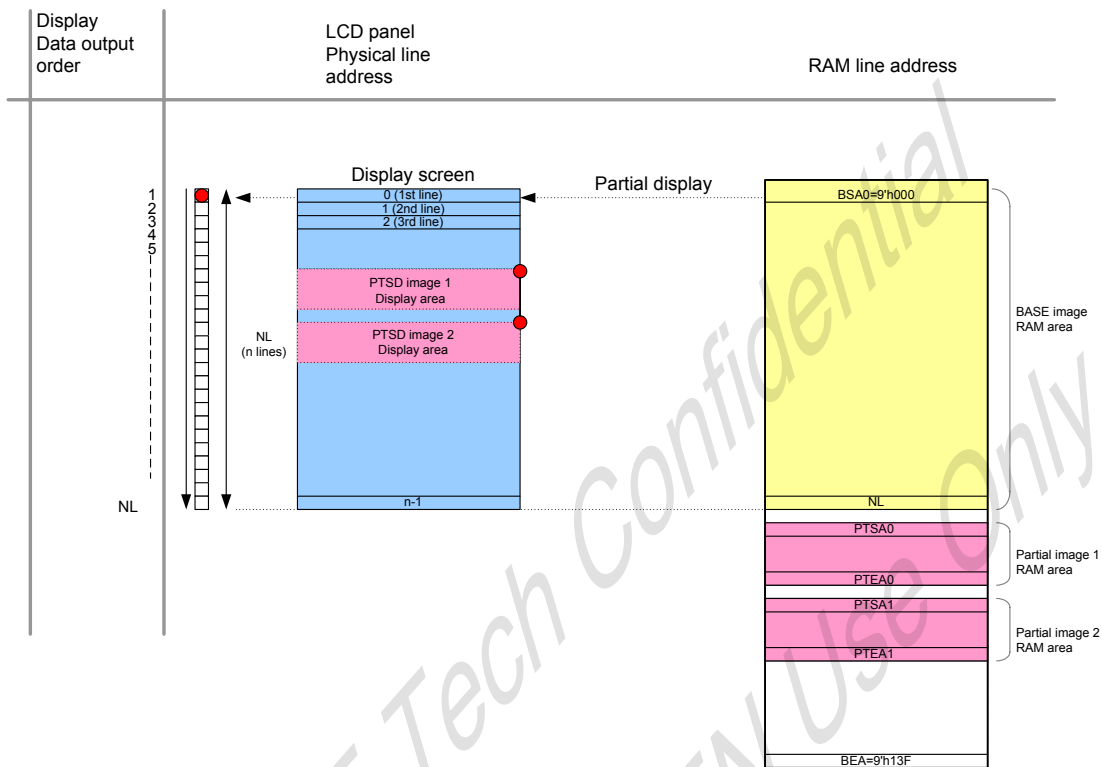 Display
Data output
order
LCD panel
Physical line
address
RAM line address
Display screen
Partial display
1
2
3
4
5
NL
0 (1st line)
1 (2nd line)
2 (3rd line)
PTSD image 1
Display area
PTSD image 2
Display area
n-1
NL
(n lines)
BSA0=9'h000
NL
PTSA0
PTEA0
PTSA1
PTEA1
BEA=9'h13F
BASE image
RAM area
Partial image 1
RAM area
Partial image 2
RAM area
Tech Confidential
Use Only